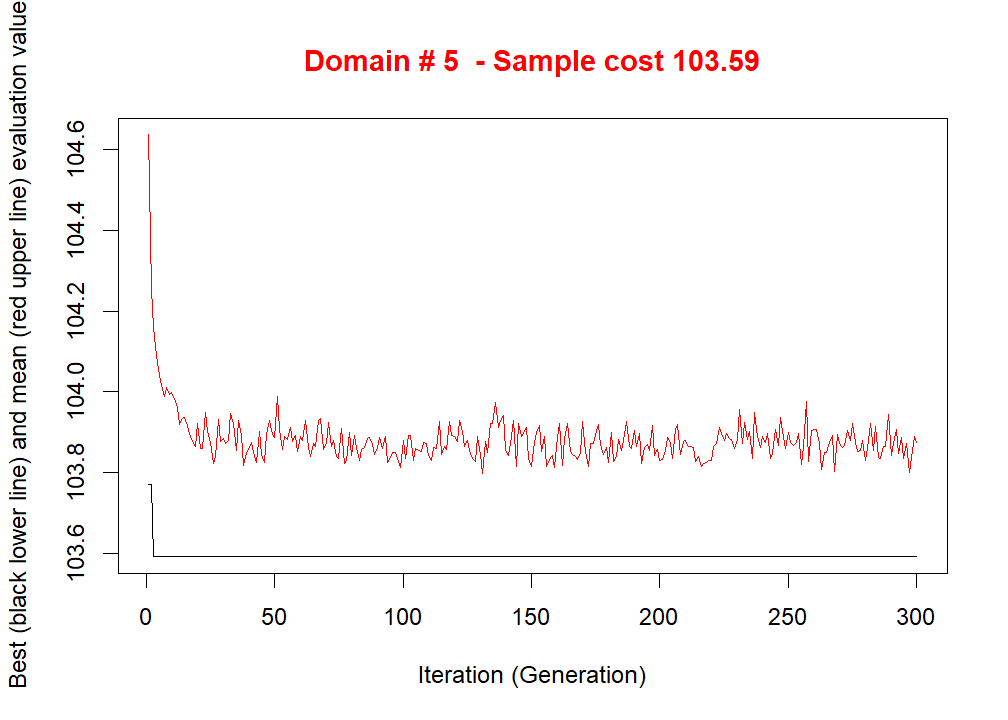 Domain # 5  - Sample cost 103.59
Best (black lower line) and mean (red upper line) evaluation value
104.6
104.4
104.2
104.0
103.8
103.6
0 50 100 150 200 250 300
Iteration (Generation)